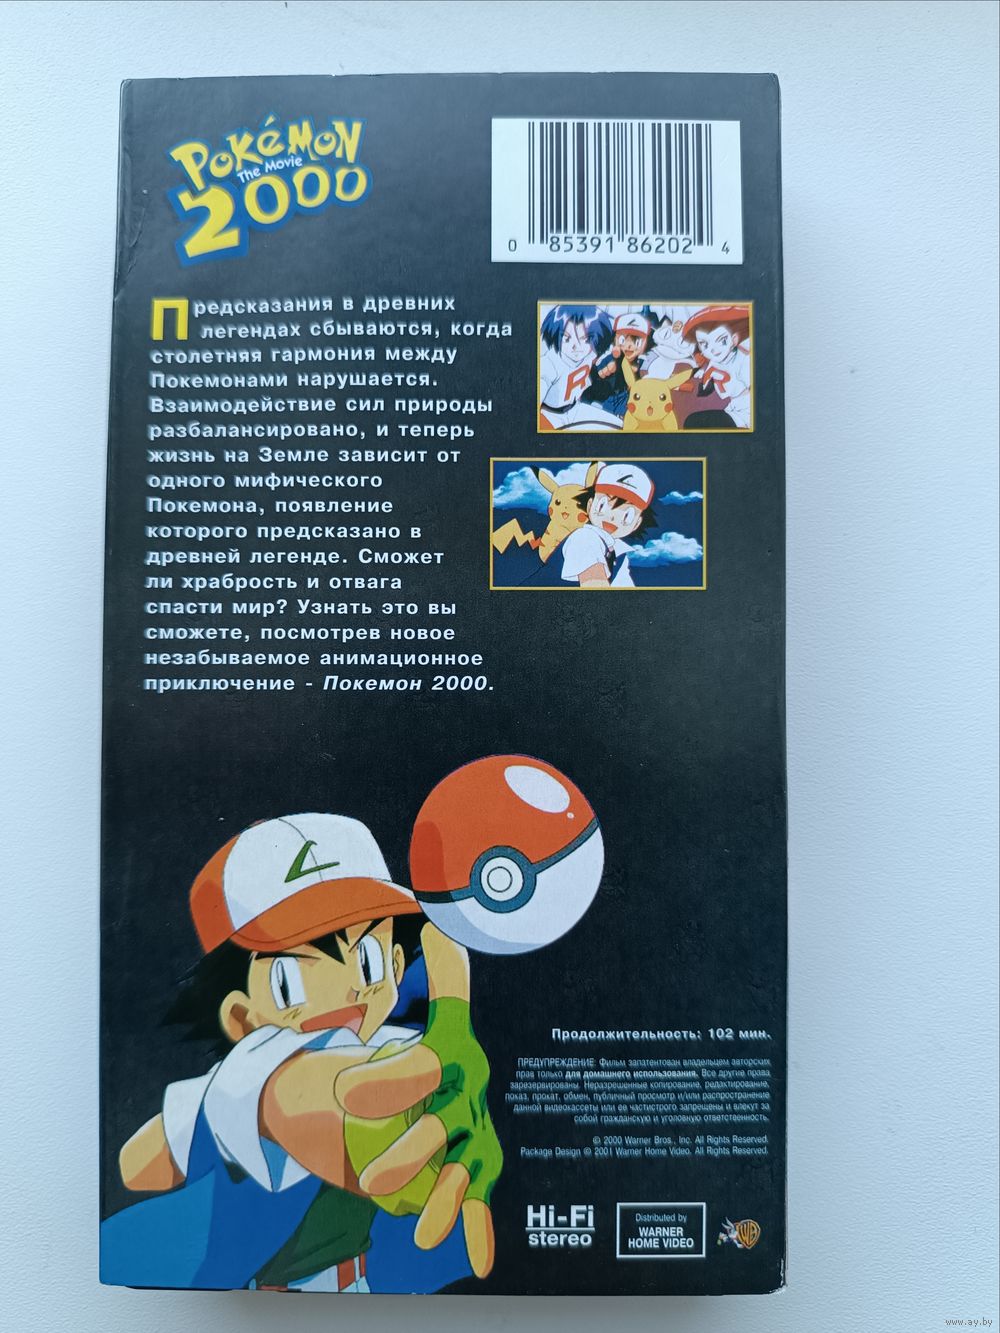 POKéMON
The Movie
2000
0 85391 86202 4
Предсказания в древних
легендах сбываются, когда
столетняя гармония между
Покемонами нарушается.
Взаимодействие сил природы
разбалансировано, и теперь
жизнь на Земле зависит от
одного мифического
Покемона, появление
которого предсказано в
древней легенде. Сможет
ли храбрость и отвага
спасти мир? Узнать это вы
сможете, посмотрев новое
незабываемое анимационное
приключение - Покемон 2000.
R
R
Продолжительность: 102 мин.
ПРЕДУПРЕЖДЕНИЕ: Фильм запатентован владельцем авторских
прав только для домашнего использования. Все другие права
зарезервированы. Неразрешенные копирование, редактирование,
показ, прокат, обмен, публичный просмотр и/или распространение
данной видеокассеты или ее части строго запрещены и влекут за
собой гражданскую и уголовную ответственность.
© 2000 Warner Bros., Inc. All Rights Reserved.
Package Design © 2001 Warner Home Video. All Rights Reserved.
Hi-Fi
stereo
Distributed by
WARNER
HOME VIDEO
WB
www.ay.by